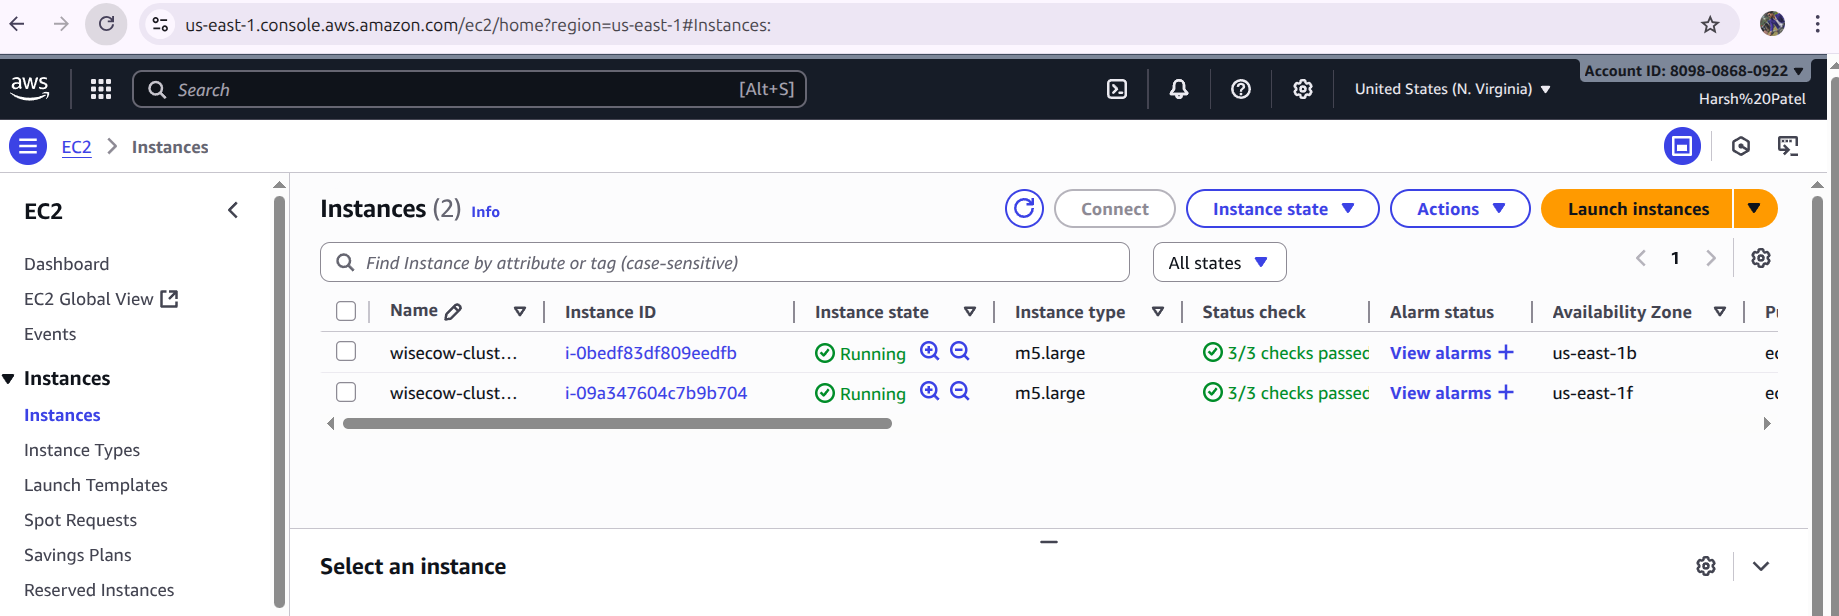 us-east-1.console.aws.amazon.com/ec2/home?region=us-east-1#Instances:
aws
Search
[Alt+S]
United States (N. Virginia)
Account ID: 8098-0868-0922
Harsh%20Patel
EC2
Instances
EC2
Dashboard
EC2 Global View
Events
Instances
Instances
Instance Types
Launch Templates
Spot Requests
Savings Plans
Reserved Instances
Instances (2) Info
Connect
Instance state
Actions
Launch instances
Find Instance by attribute or tag (case-sensitive)
All states
1
Name Instance ID Instance state Instance type Status check Alarm status Availability Zone
wisecow-clust... i-0bedf83df809eedfb Running m5.large 3/3 checks passed View alarms + us-east-1b
wisecow-clust... i-09a347604c7b9b704 Running m5.large 3/3 checks passed View alarms + us-east-1f
Select an instance